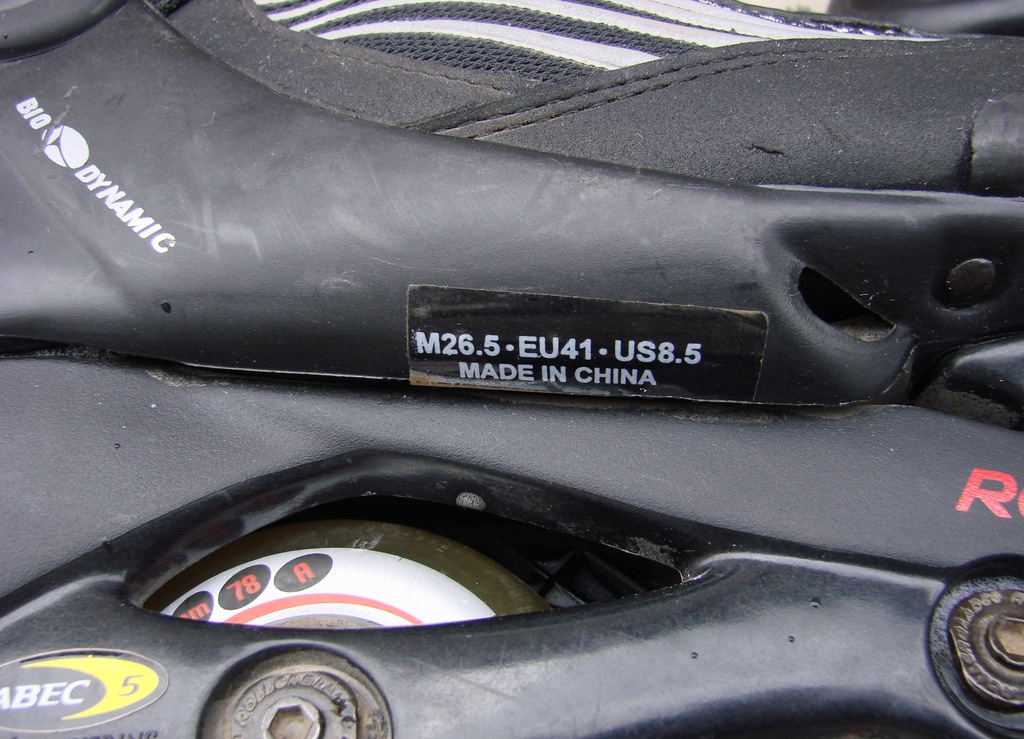 BIO DYNAMIC
M26.5·EU41·US8.5
MADE IN CHINA
78 A
ABEC 5